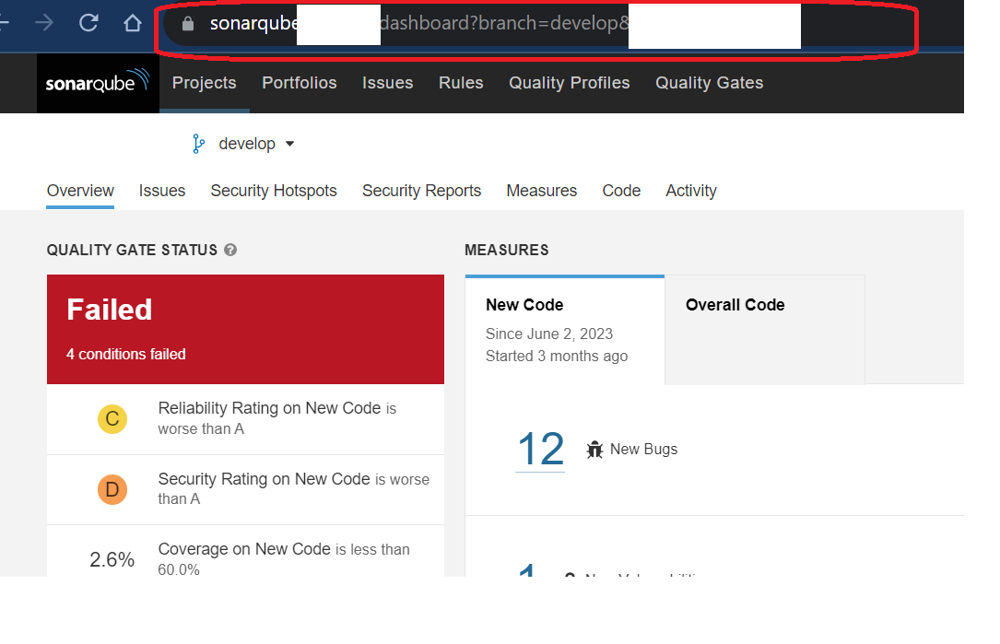 sonarqube dashboard?branch=develop&
sonarqube Projects Portfolios Issues Rules Quality Profiles Quality Gates
develop
Overview Issues Security Hotspots Security Reports Measures Code Activity
QUALITY GATE STATUS ?
Failed
4 conditions failed
C Reliability Rating on New Code is
worse than A
D Security Rating on New Code is worse
than A
2.6% Coverage on New Code is less than
60.0%
MEASURES
New Code
Since June 2, 2023
Started 3 months ago
Overall Code
12 New Bugs
1 New